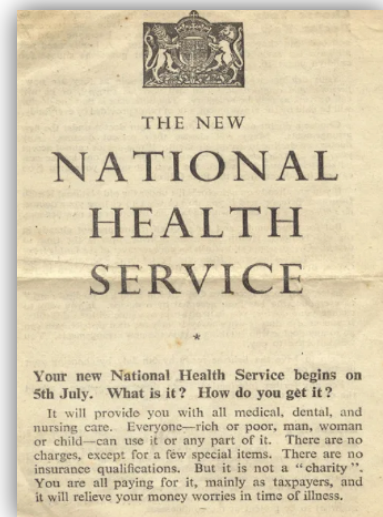 THE NEW
NATIONAL
HEALTH
SERVICE
*
Your new National Health Service begins on
5th July. What is it? How do you get it?
It will provide you with all medical, dental, and
nursing care. Everyone—rich or poor, man, woman
or child—can use it or any part of it. There are no
charges, except for a few special items. There are no
insurance qualifications. But it is not a "charity".
You are all paying for it, mainly as taxpayers, and
it will relieve your money worries in time of illness.